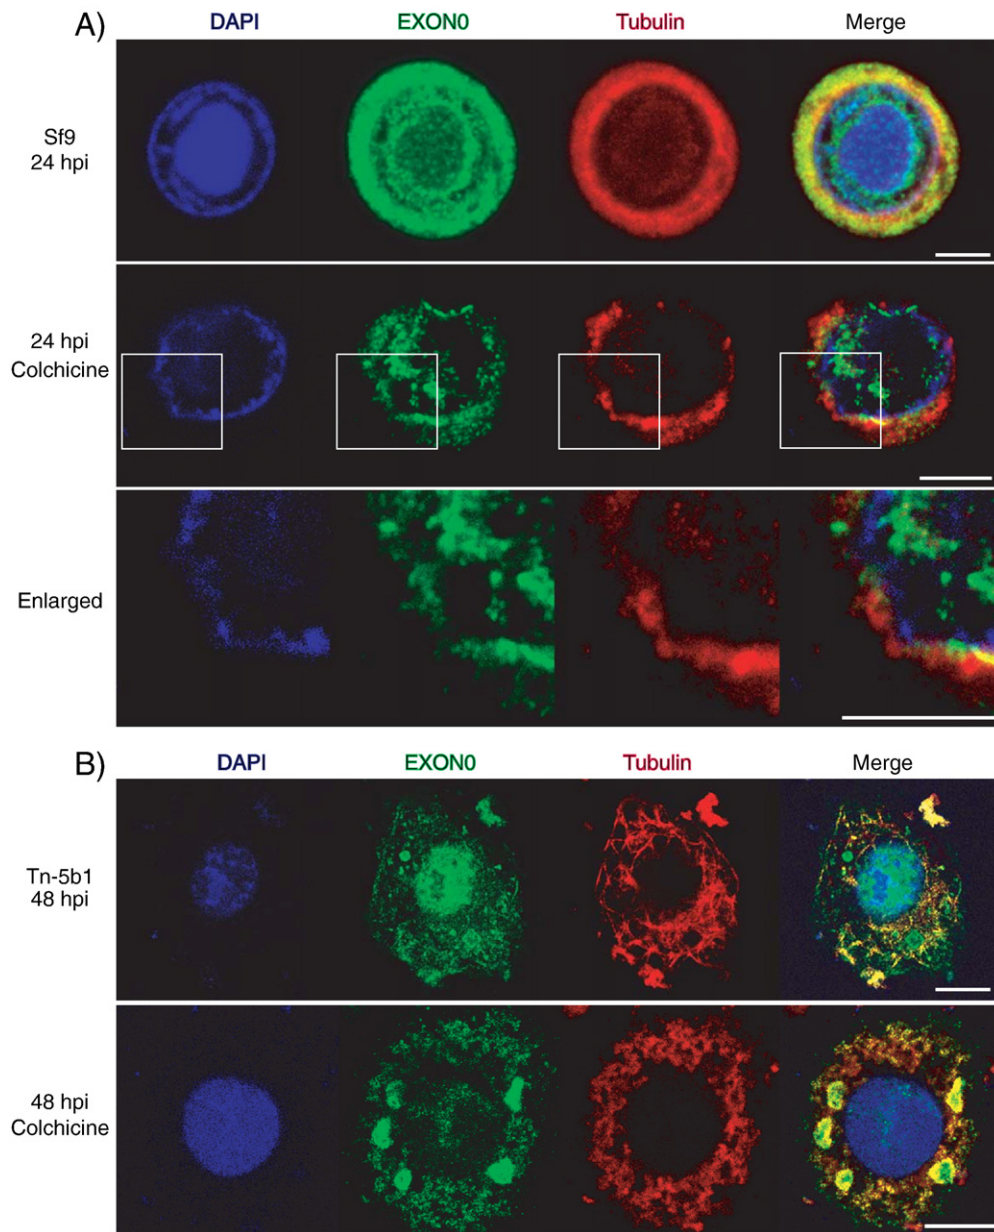 A)
DAPI EXON0 Tubulin Merge
Sf9
24 hpi
24 hpi
Colchicine
Enlarged
B)
DAPI EXON0 Tubulin Merge
Tn-5b1
48 hpi
48 hpi
Colchicine